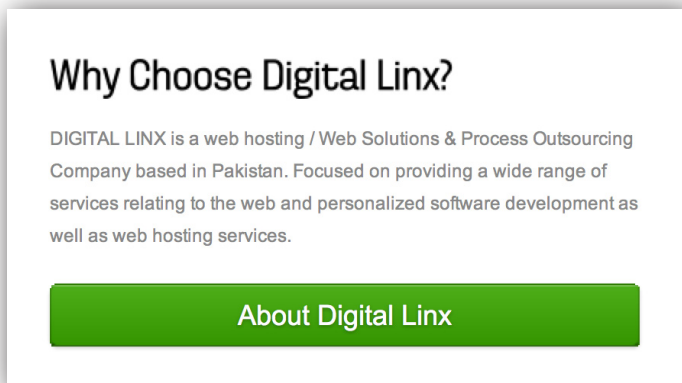 Why Choose Digital Linx?
DIGITAL LINX is a web hosting / Web Solutions & Process Outsourcing
Company based in Pakistan. Focused on providing a wide range of
services relating to the web and personalized software development as
well as web hosting services.
About Digital Linx